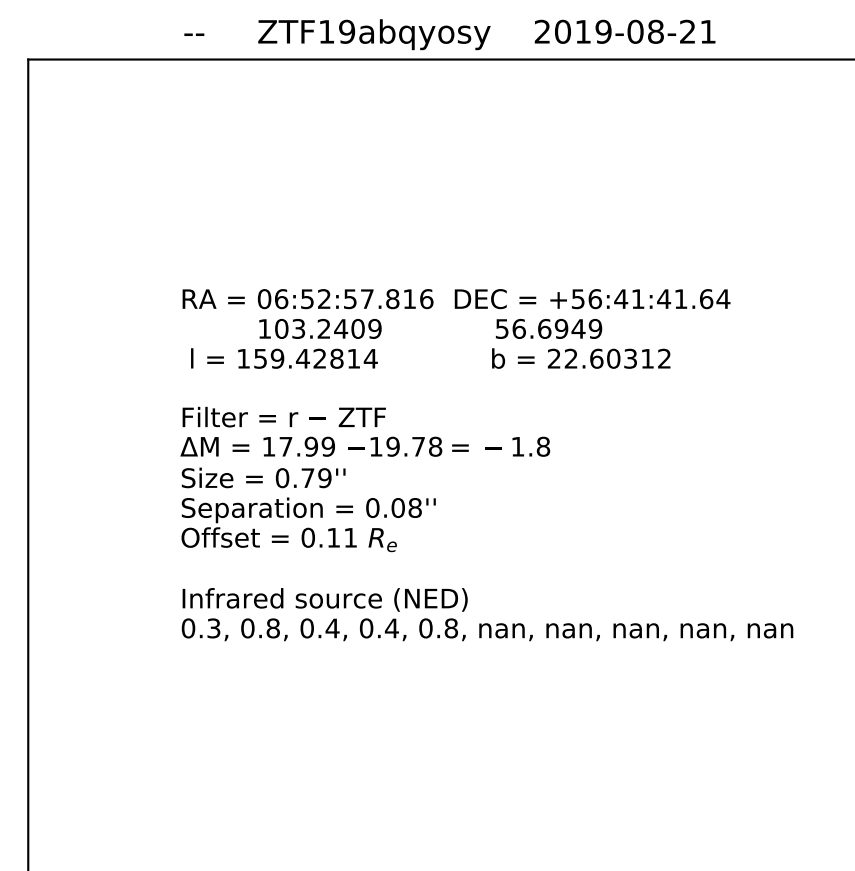 -- ZTF19abqyosy 2019-08-21
RA = 06:52:57.816 DEC = +56:41:41.64
103.2409 56.6949
l = 159.42814 b = 22.60312
Filter = r − ZTF
ΔM = 17.99 −19.78 = − 1.8
Size = 0.79''
Separation = 0.08''
Offset = 0.11 Rₑ
Infrared source (NED)
0.3, 0.8, 0.4, 0.4, 0.8, nan, nan, nan, nan, nan